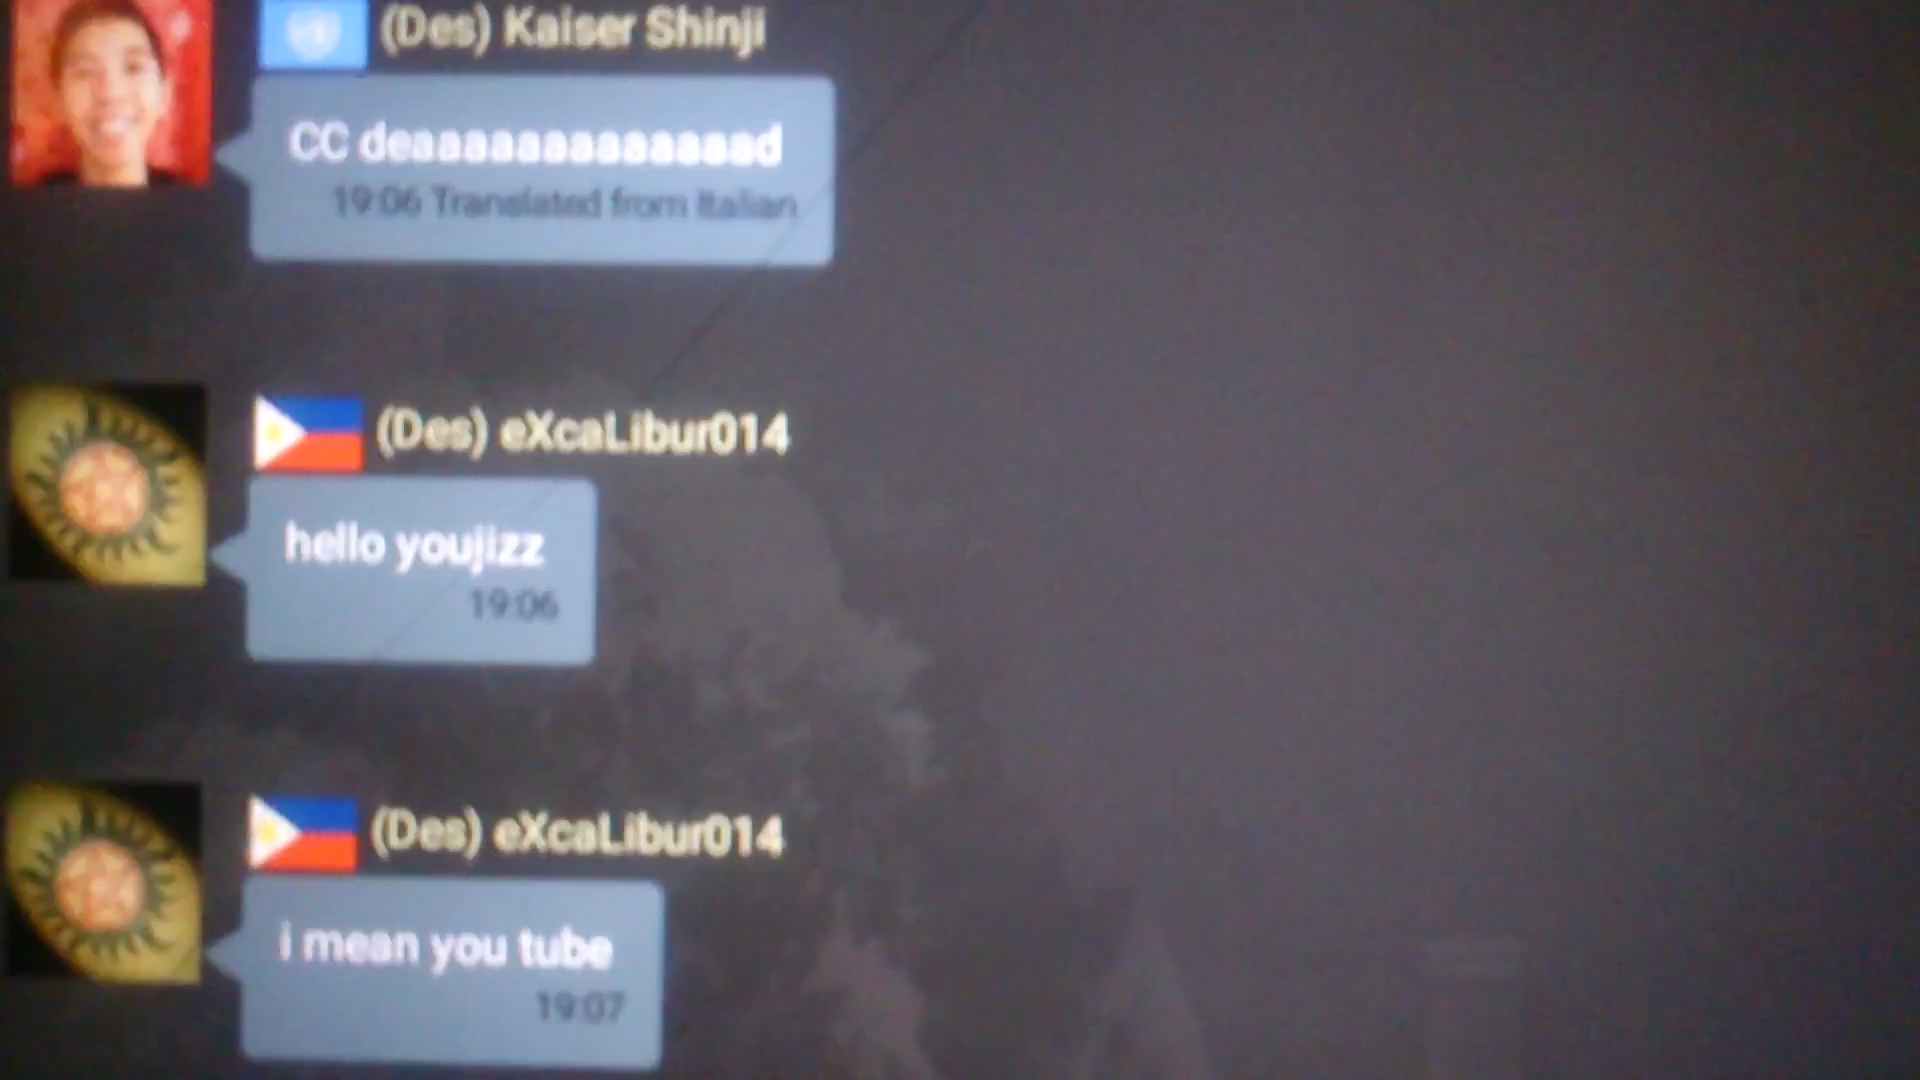 (Des) Kaiser Shinji
CC deaaaaaaaaaaaaad
19:06 Translated from Italian
(Des) eXcaLibur014
hello youjizz
19:06
(Des) eXcaLibur014
i mean you tube
19:07